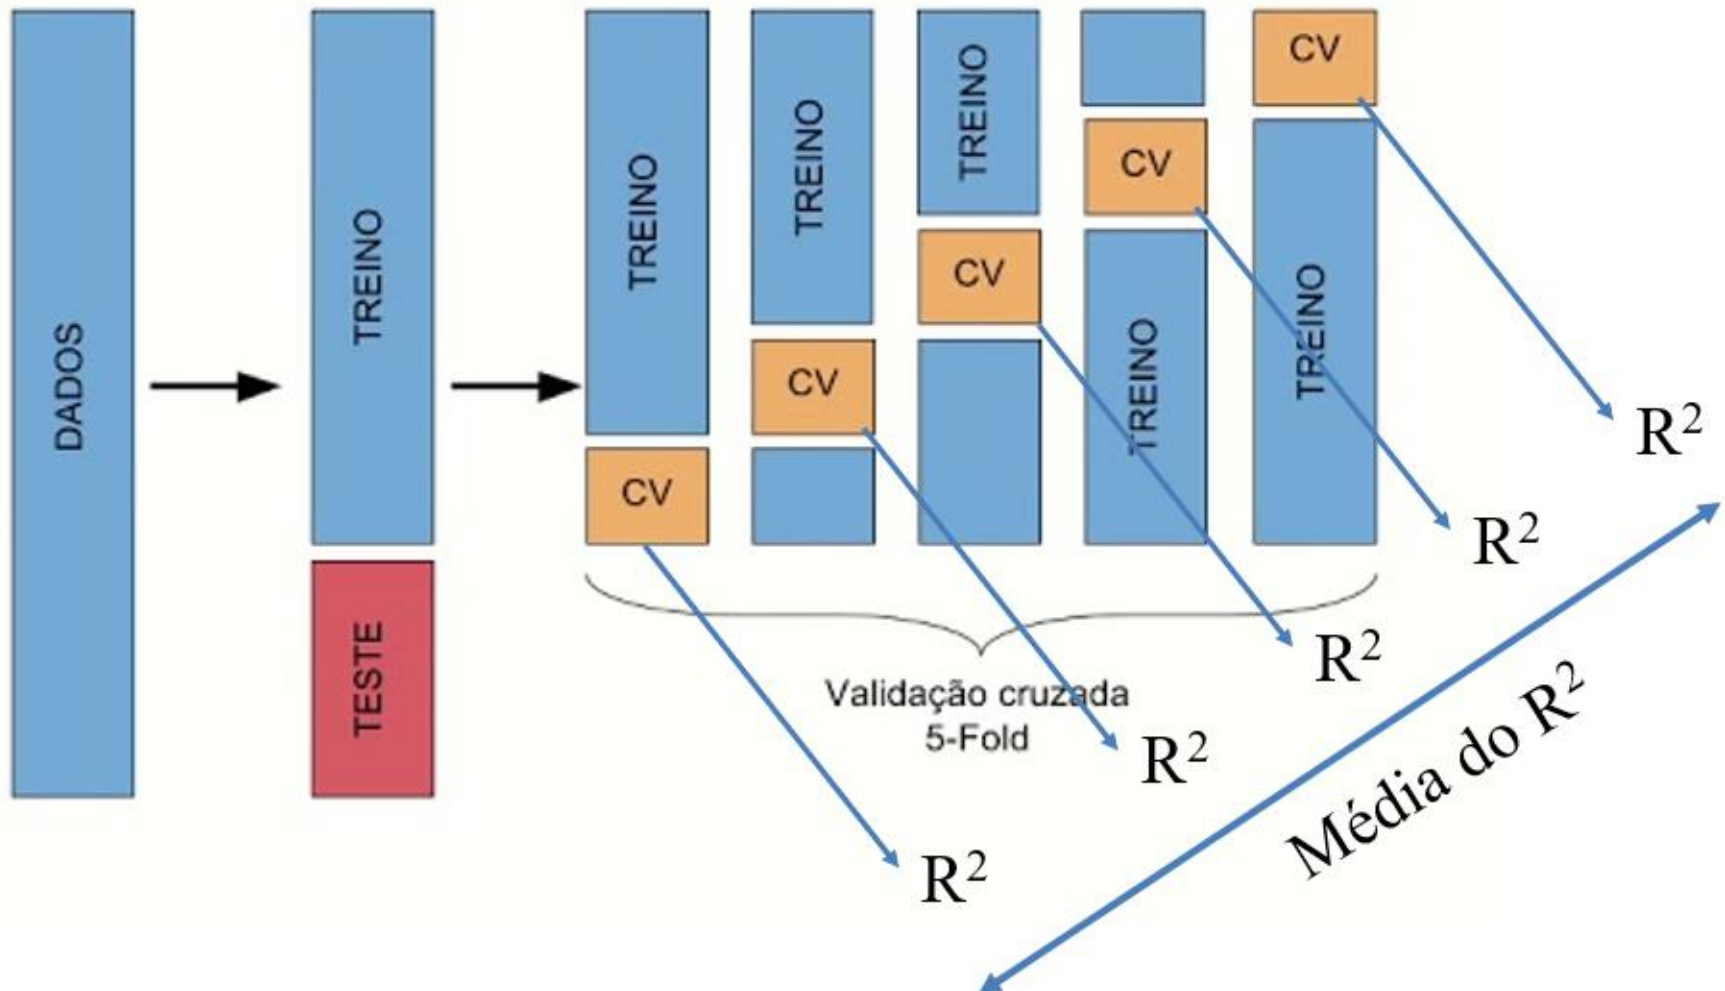 DADOS
TREINO
TESTE
TREINO
CV
TREINO
CV
TREINO
CV
CV
TREINO
CV
TREINO
Validação cruzada
5-Fold
R²
R²
R²
R²
R²
Média do R²